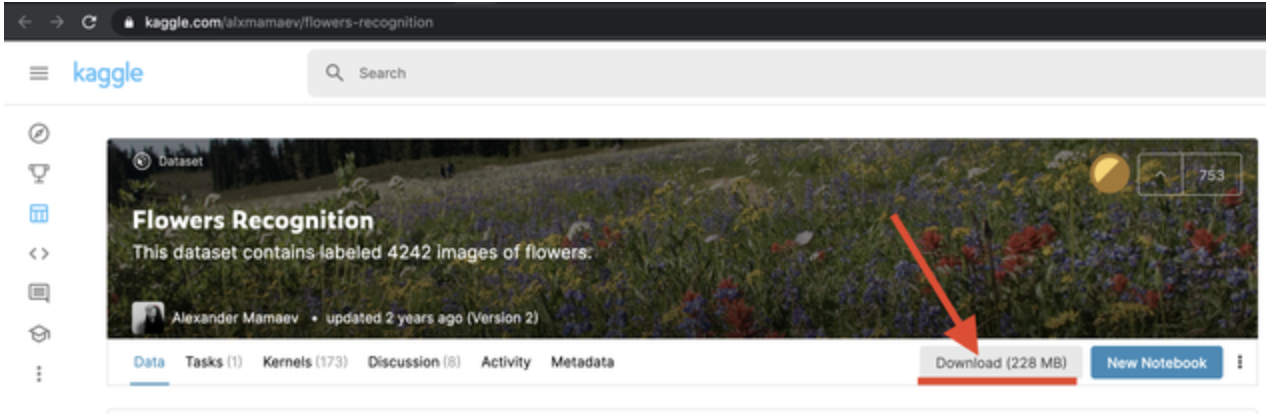 kaggle.com/alxmamaev/flowers-recognition
kaggle
Search
Dataset
753
Flowers Recognition
This dataset contains labeled 4242 images of flowers.
Alexander Mamaev • updated 2 years ago (Version 2)
Data Tasks (1) Kernels (173) Discussion (8) Activity Metadata Download (228 MB) New Notebook